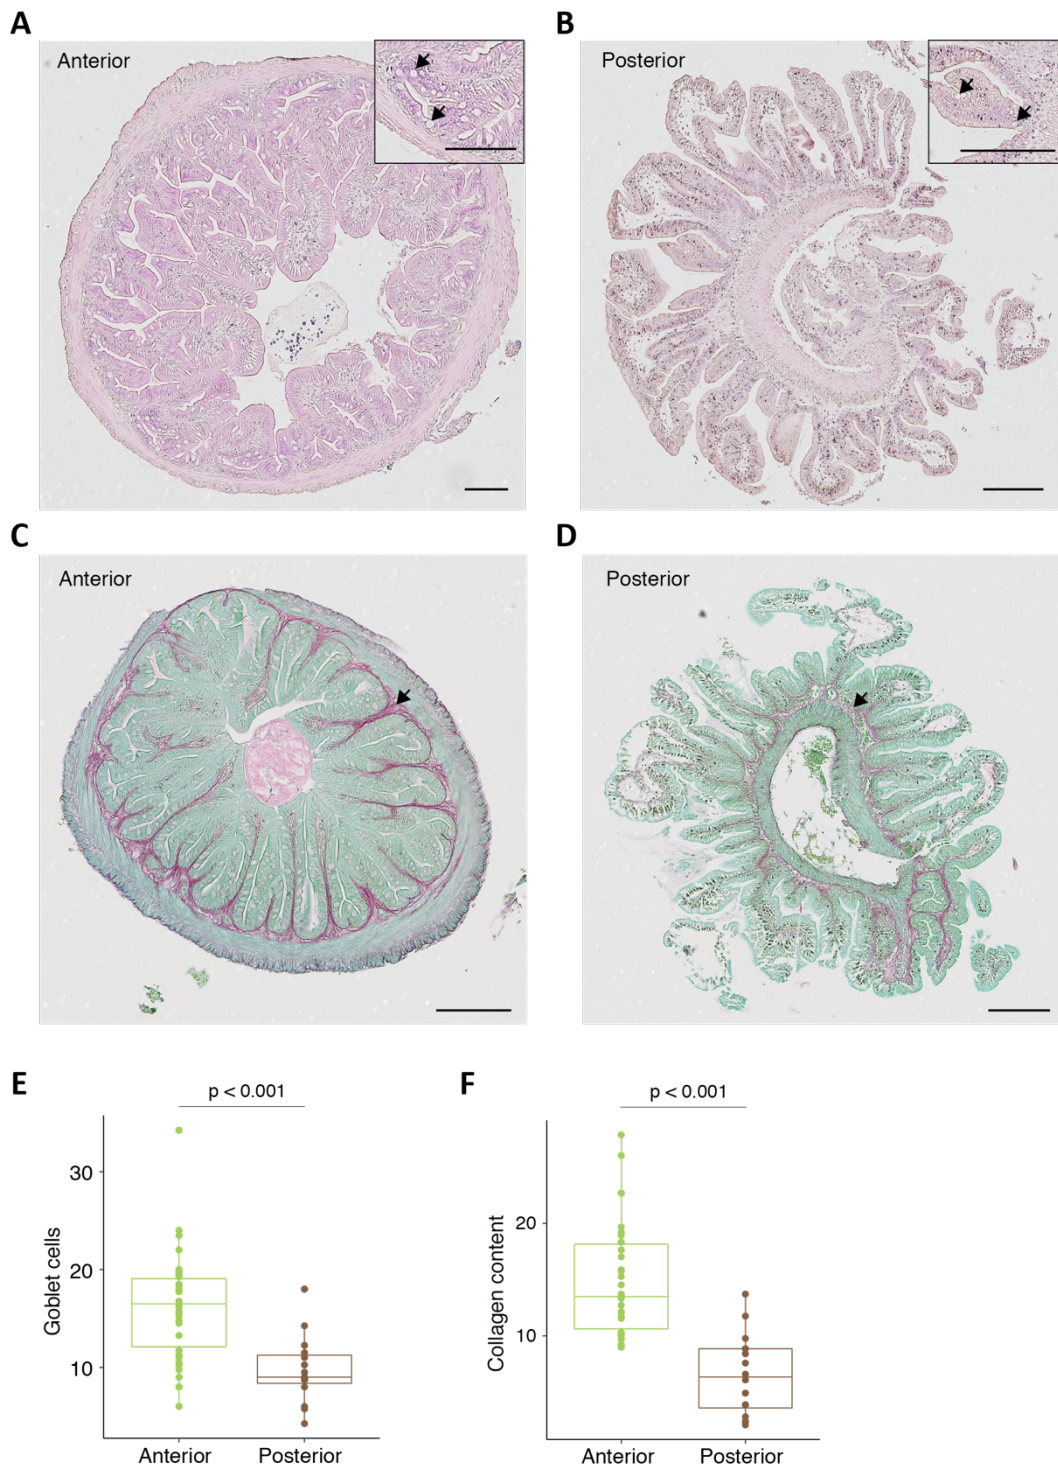 A
B
Anterior
Posterior
C
D
Anterior
Posterior
E
F
p < 0.001
p < 0.001
30
20
10
Goblet cells
Anterior
Posterior
20
10
Collagen content
Anterior
Posterior